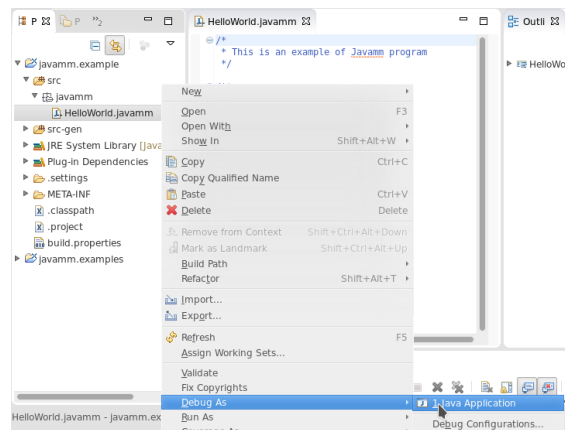 P
P
"2
HelloWorld.javamm
Outli
javamm.example
src
javamm
HelloWorld.javamm
src-gen
JRE System Library [Java
Plug-in Dependencies
.settings
META-INF
.classpath
.project
build.properties
javamm.examples
/*
* This is an example of Javamm program
*/
HelloWo
New
Open F3
Open With
Show In Shift+Alt+W
Copy Ctrl+C
Copy Qualified Name
Paste Ctrl+V
Delete Delete
Remove from Context Shift+Ctrl+Alt+Down
Mark as Landmark Shift+Ctrl+Alt+Up
Build Path
Refactor Shift+Alt+T
Import...
Export...
Refresh F5
Assign Working Sets...
Validate
Fix Copyrights
Debug As
1 Java Application
Run As
Debug Configurations...
HelloWorld.javamm - javamm.ex